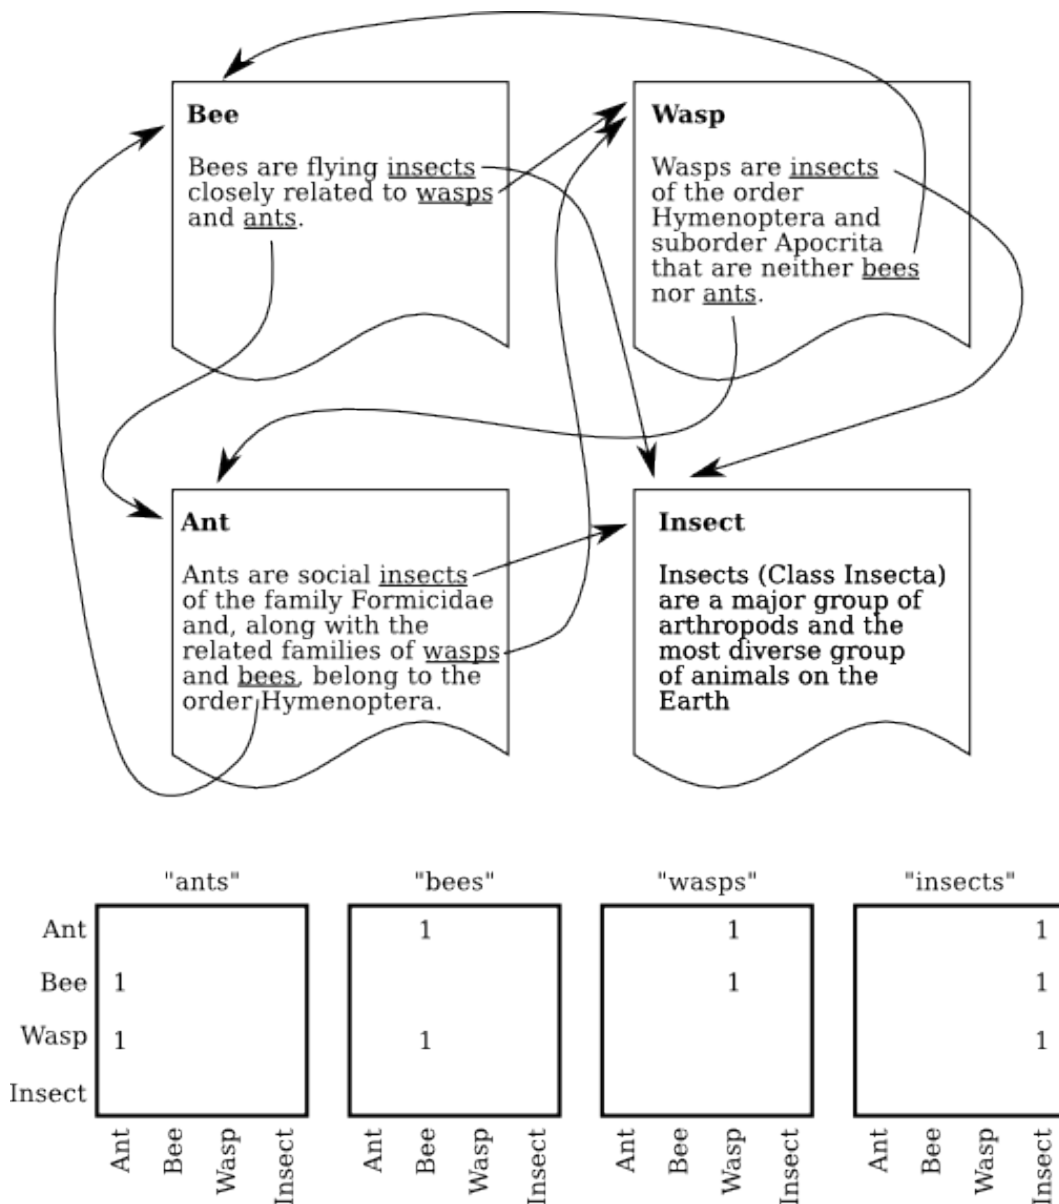 Bee
Bees are flying insects
closely related to wasps
and ants.
Wasp
Wasps are insects
of the order
Hymenoptera and
suborder Apocrita
that are neither bees
nor ants.
Ant
Ants are social insects
of the family Formicidae
and, along with the
related families of wasps
and bees, belong to the
order Hymenoptera.
Insect
Insects (Class Insecta)
are a major group of
arthropods and the
most diverse group
of animals on the
Earth
"ants" "bees" "wasps" "insects"
Ant 1 1 1
Bee 1 1 1
Wasp 1 1 1
Insect
Ant Bee Wasp Insect Ant Bee Wasp Insect Ant Bee Wasp Insect Ant Bee Wasp Insect